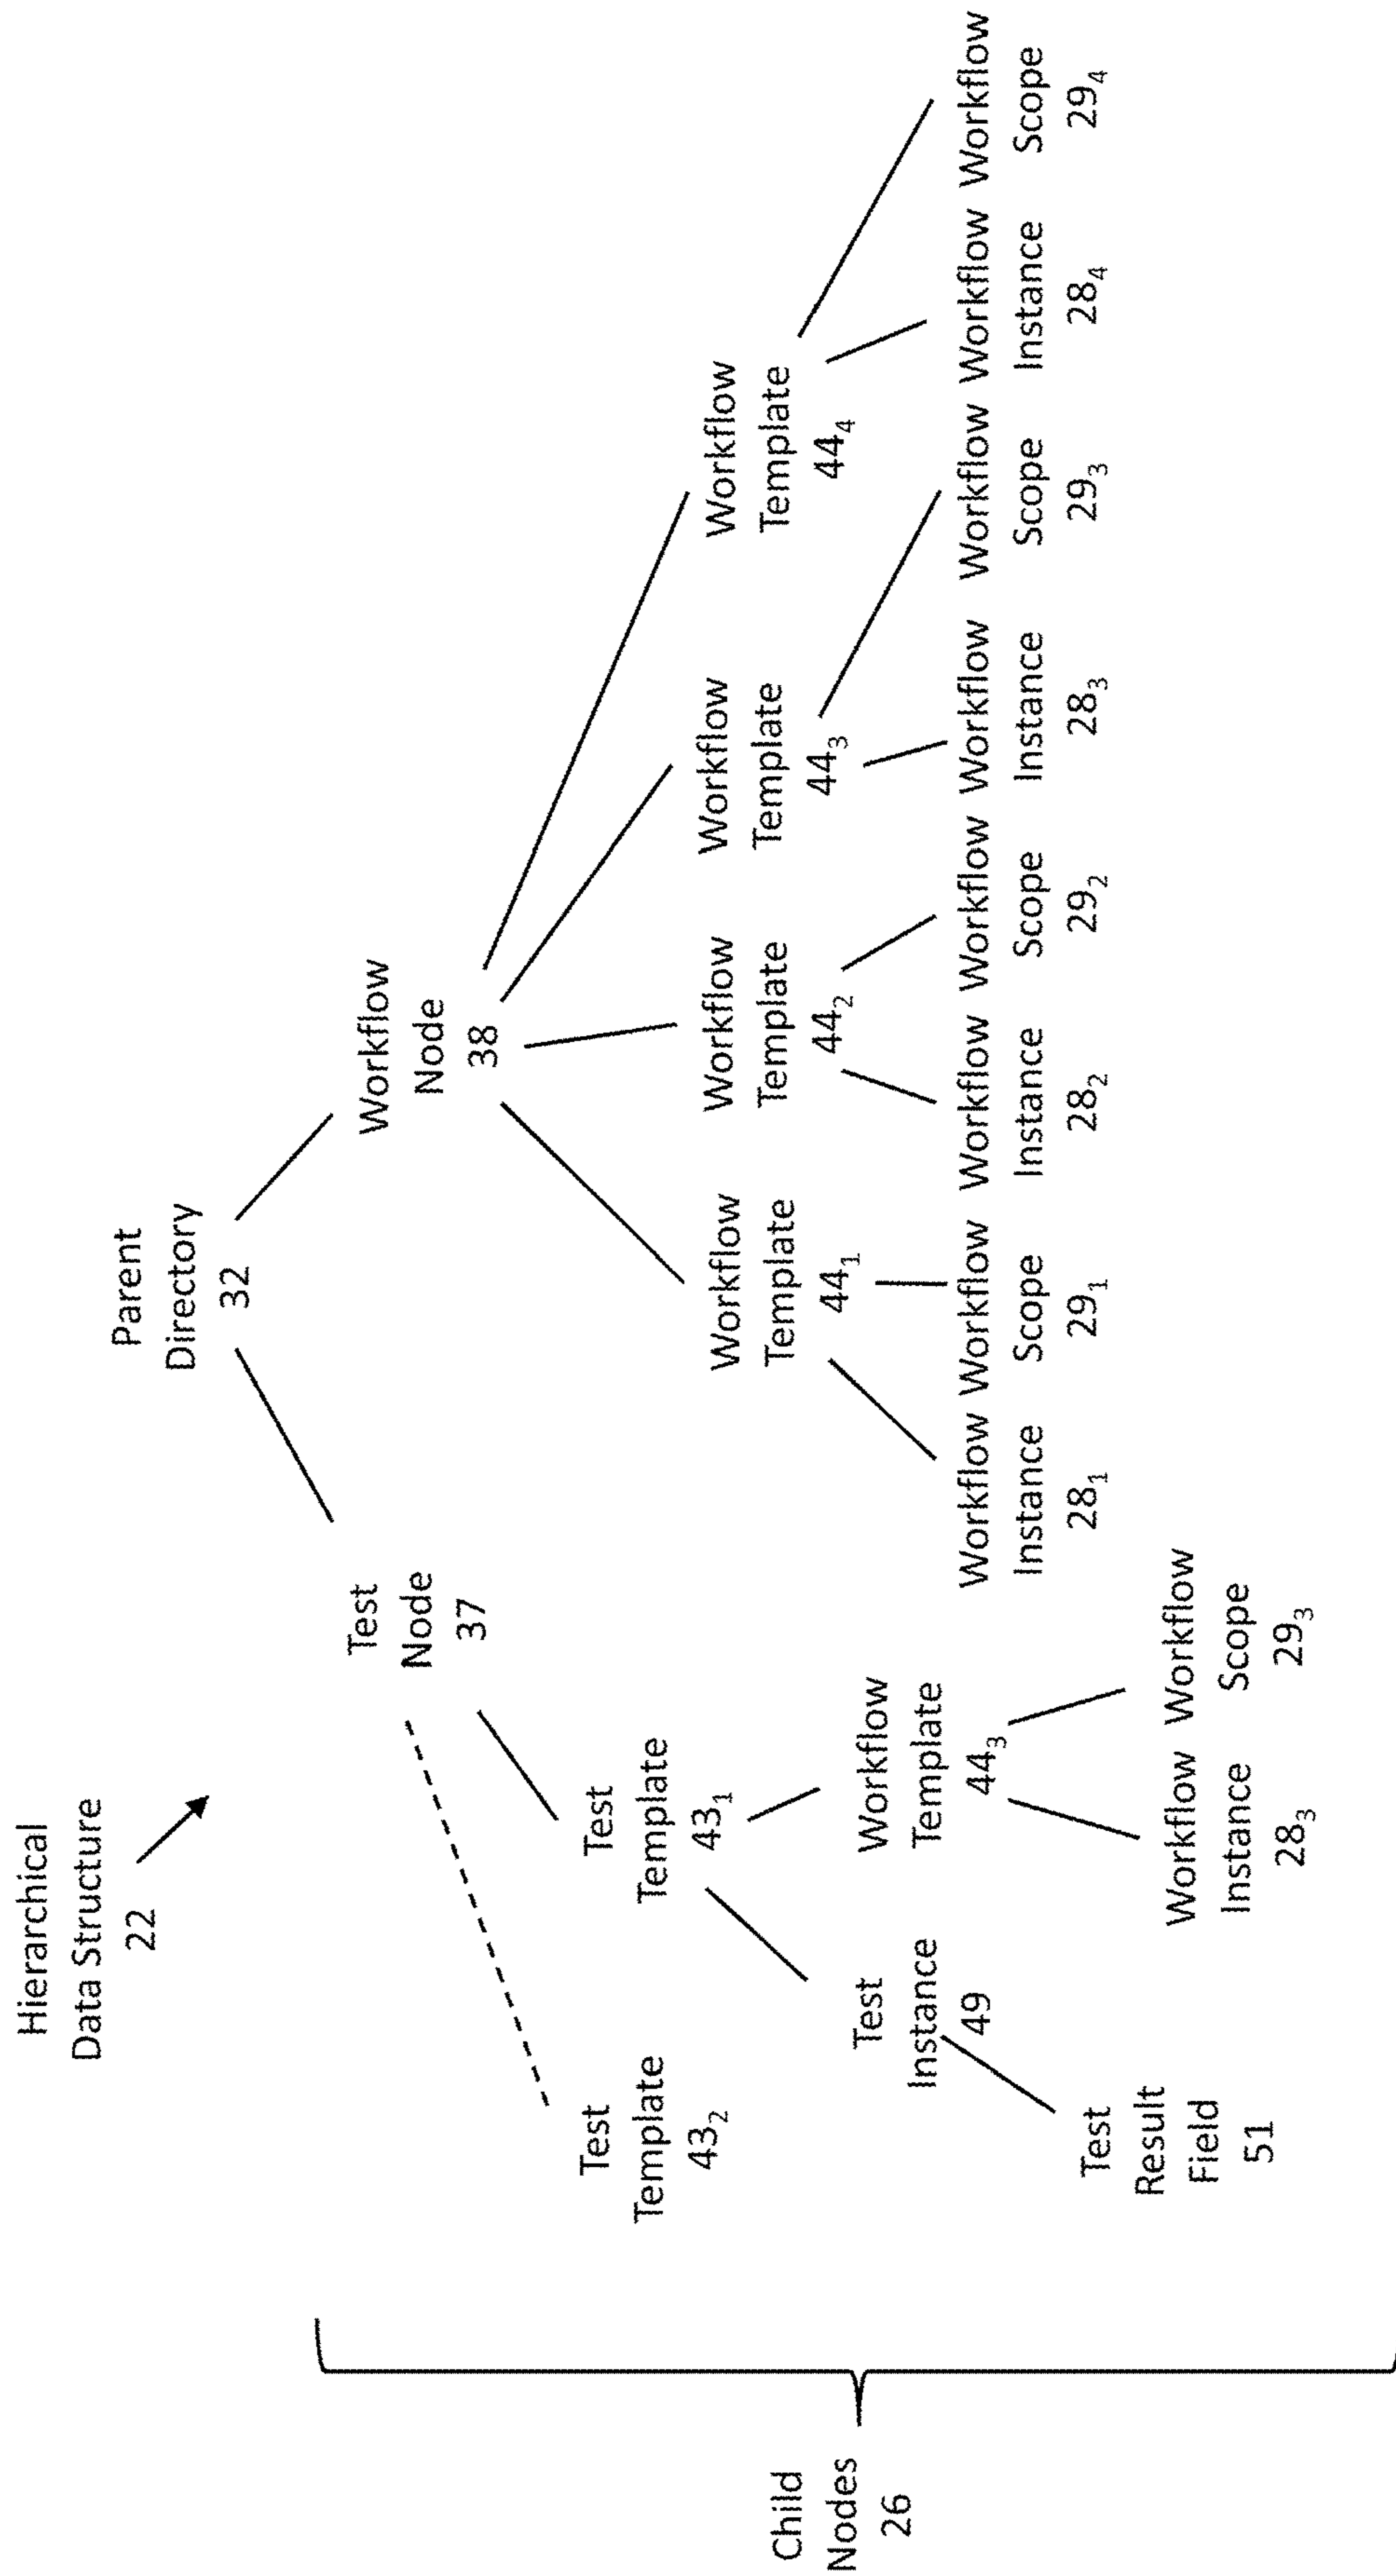 Hierarchical
Data Structure
22
Parent
Directory
32
Test
Node
37
Workflow
Node
38
Test
Template
43₂
Test
Template
43₁
Workflow
Template
44₁
Workflow
Template
44₂
Workflow
Template
44₃
Workflow
Template
44₄
Child
Nodes
26
Test
Instance
49
Workflow
Template
44₃
Workflow
Instance
28₁
Workflow
Scope
29₁
Workflow
Instance
28₂
Workflow
Scope
29₂
Workflow
Instance
28₃
Workflow
Scope
29₃
Workflow
Instance
28₄
Workflow
Scope
29₄
Test
Result
Field
51
Workflow
Instance
28₃
Workflow
Scope
29₃